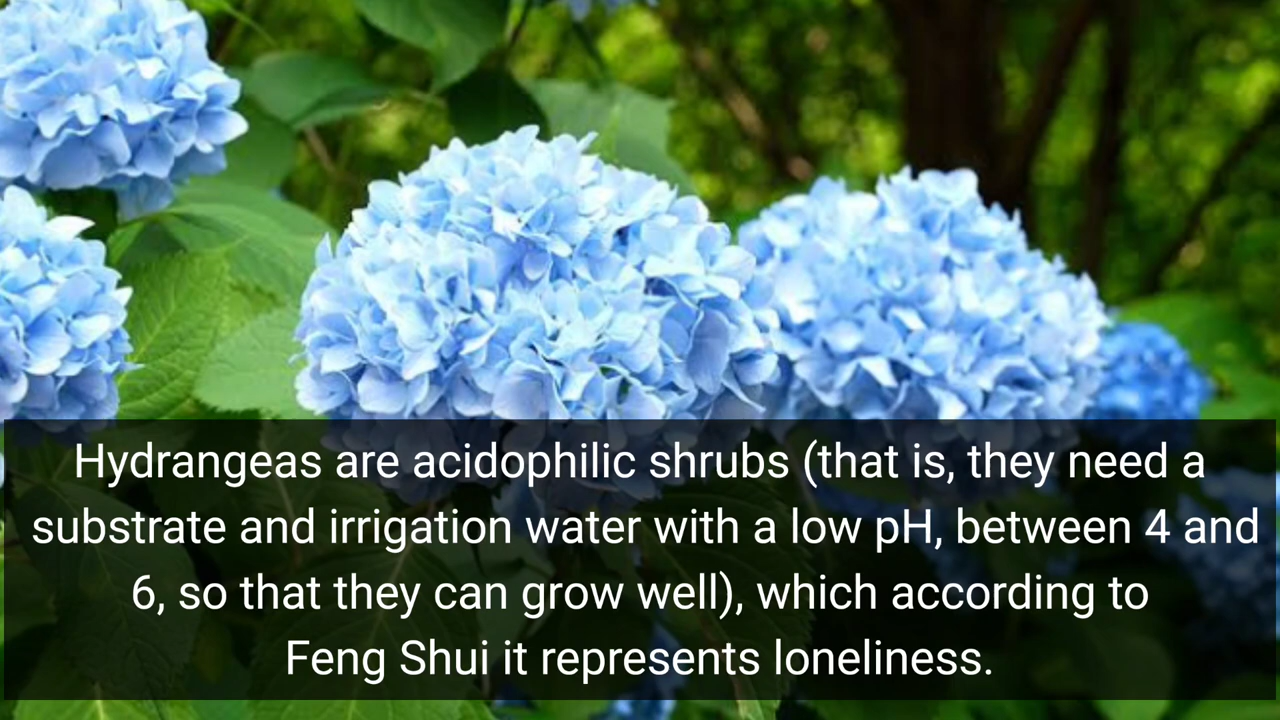 Hydrangeas are acidophilic shrubs (that is, they need a
substrate and irrigation water with a low pH, between 4 and
6, so that they can grow well), which according to
Feng Shui it represents loneliness.